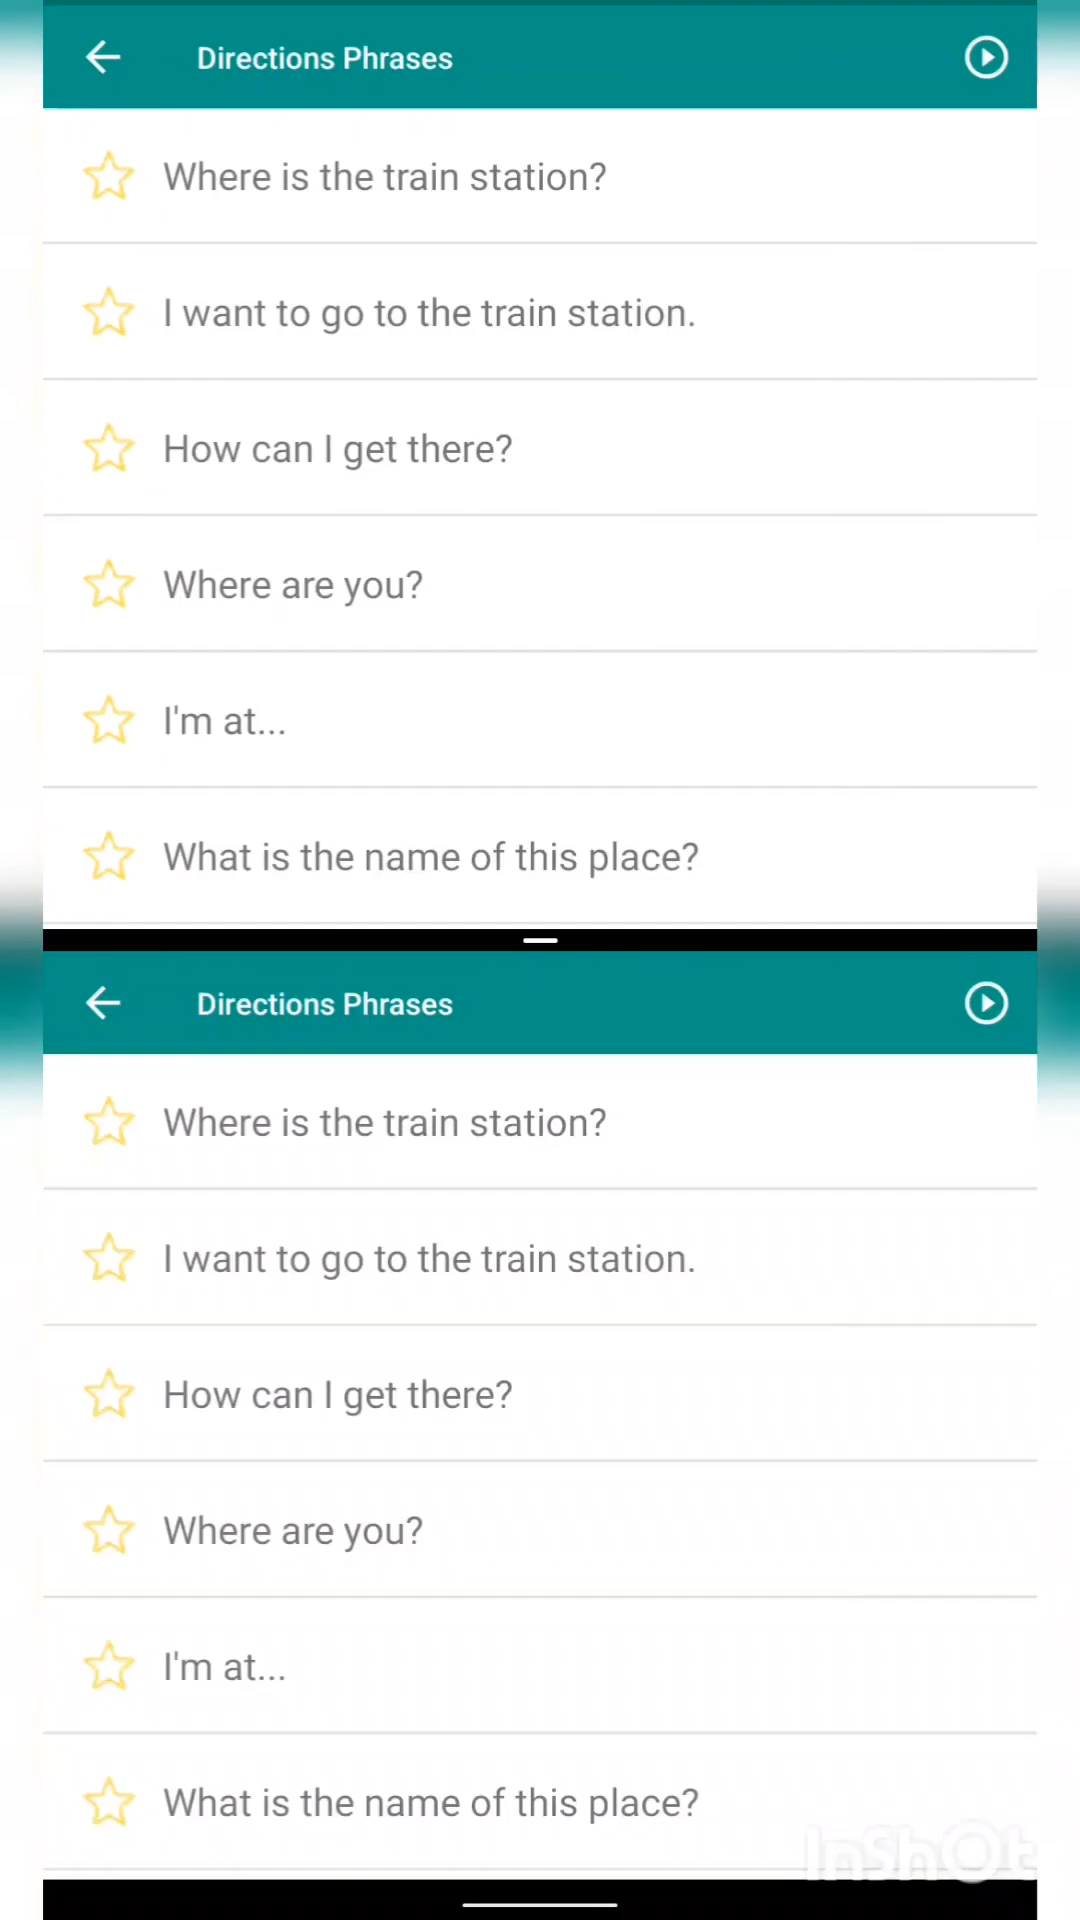 Directions Phrases
Where is the train station?
I want to go to the train station.
How can I get there?
Where are you?
I'm at...
What is the name of this place?
Directions Phrases
Where is the train station?
I want to go to the train station.
How can I get there?
Where are you?
I'm at...
What is the name of this place?
InShOt